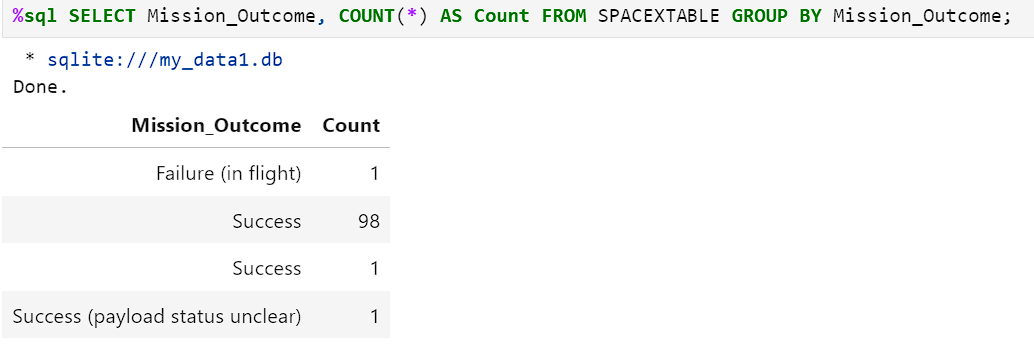 %sql SELECT Mission_Outcome, COUNT(*) AS Count FROM SPACEXTABLE GROUP BY Mission_Outcome;
* sqlite:///my_data1.db
Done.
Mission_Outcome Count
Failure (in flight) 1
Success 98
Success 1
Success (payload status unclear) 1